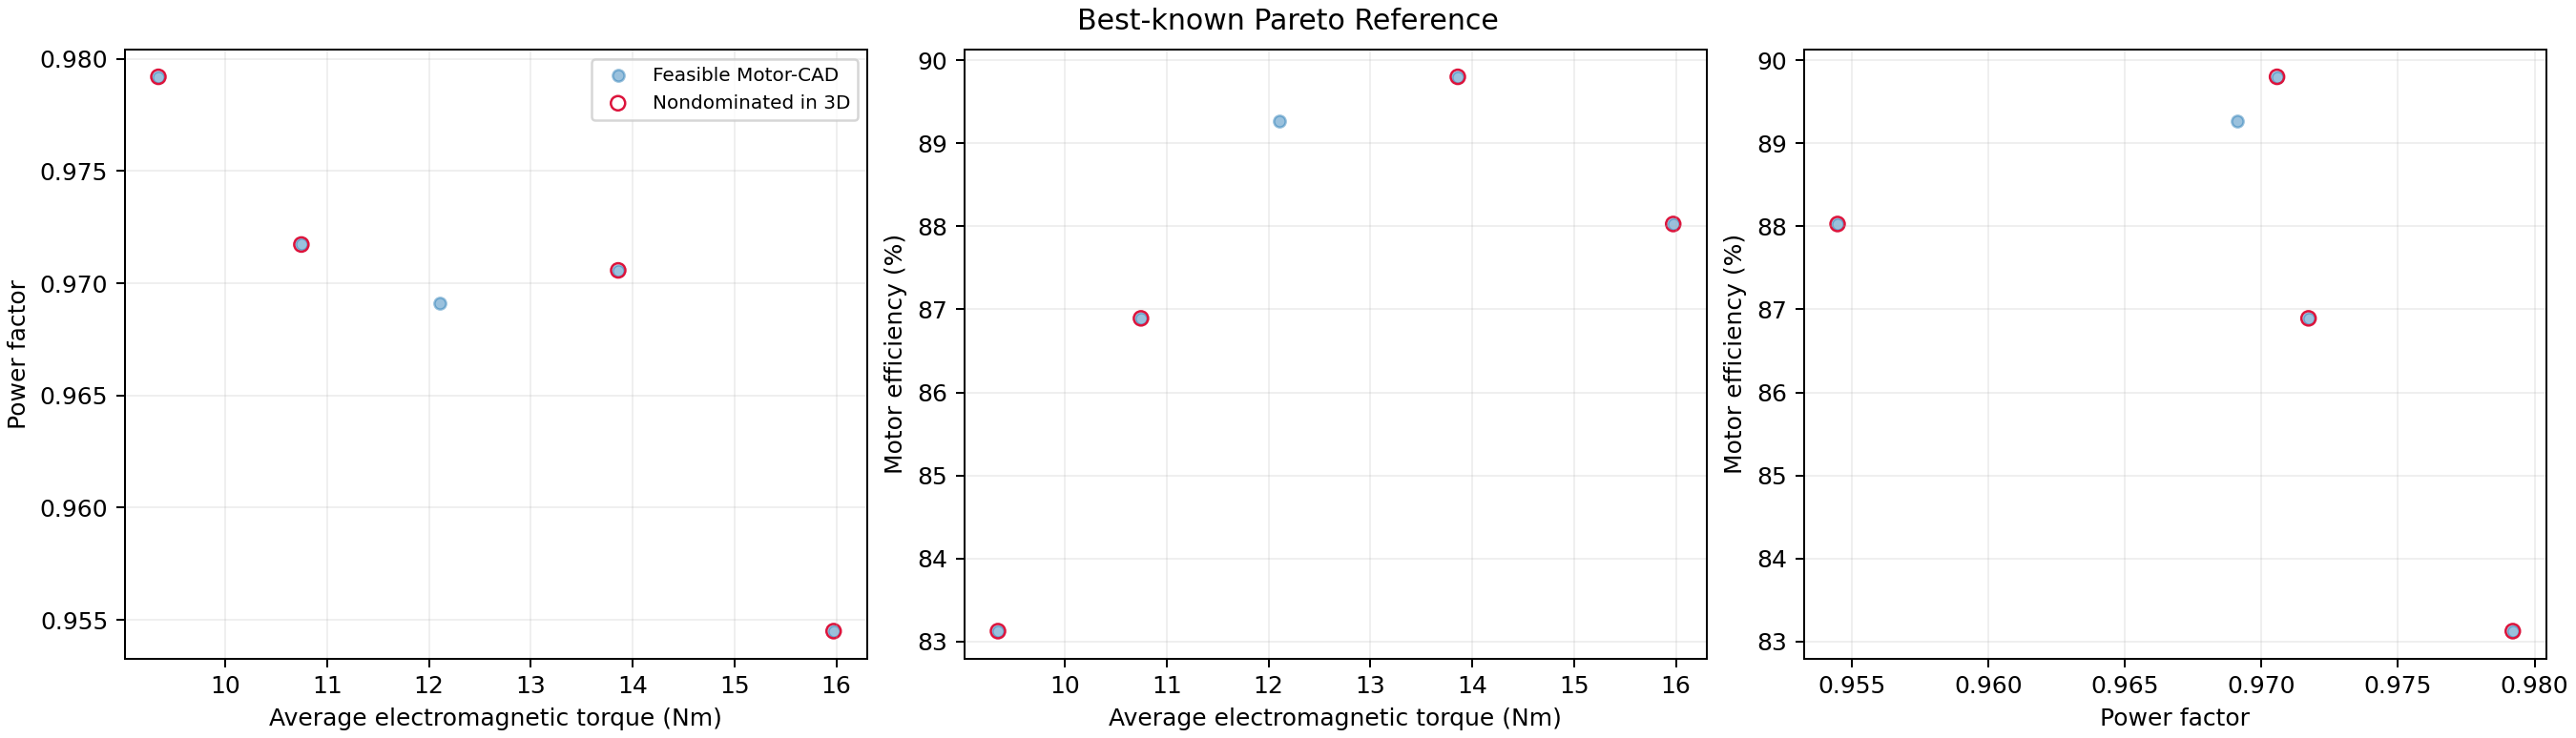 Best-known Pareto Reference
Power factor
0.980
0.975
0.970
0.965
0.960
0.955
Feasible Motor-CAD
Nondominated in 3D
10 11 12 13 14 15 16
Average electromagnetic torque (Nm)
Motor efficiency (%)
90
89
88
87
86
85
84
83
10 11 12 13 14 15 16
Average electromagnetic torque (Nm)
Motor efficiency (%)
90
89
88
87
86
85
84
83
0.955 0.960 0.965 0.970 0.975 0.980
Power factor